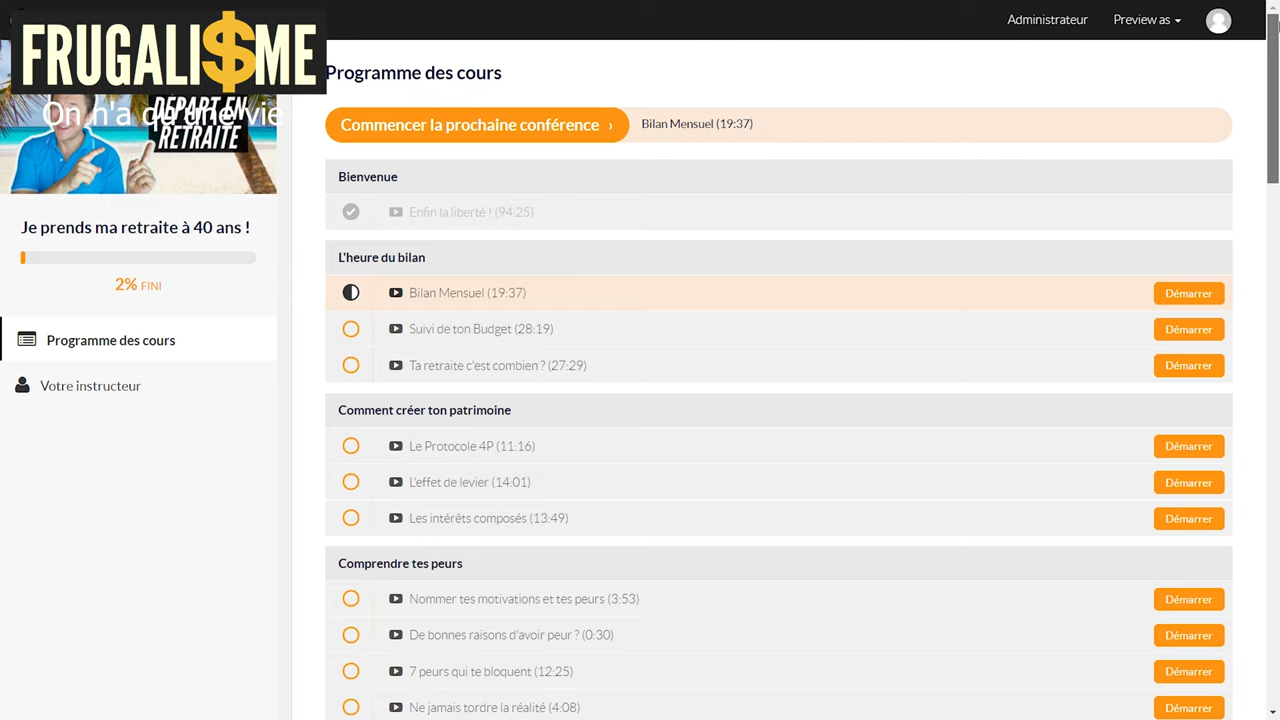 Administrateur
Preview as
FRUGALI$ME
On n'a qu'une vie
DÉPART EN
RETRAITE
Programme des cours
Commencer la prochaine conférence ›
Bilan Mensuel (19:37)
Je prends ma retraite à 40 ans !
2% FINI
Programme des cours
Votre instructeur
Bienvenue
Enfin la liberté ! (94:25)
L'heure du bilan
Bilan Mensuel (19:37)
Démarrer
Suivi de ton Budget (28:19)
Démarrer
Ta retraite c'est combien ? (27:29)
Démarrer
Comment créer ton patrimoine
Le Protocole 4P (11:16)
Démarrer
L'effet de levier (14:01)
Démarrer
Les intérêts composés (13:49)
Démarrer
Comprendre tes peurs
Nommer tes motivations et tes peurs (3:53)
Démarrer
De bonnes raisons d'avoir peur ? (0:30)
Démarrer
7 peurs qui te bloquent (12:25)
Démarrer
Ne jamais tordre la réalité (4:08)
Démarrer